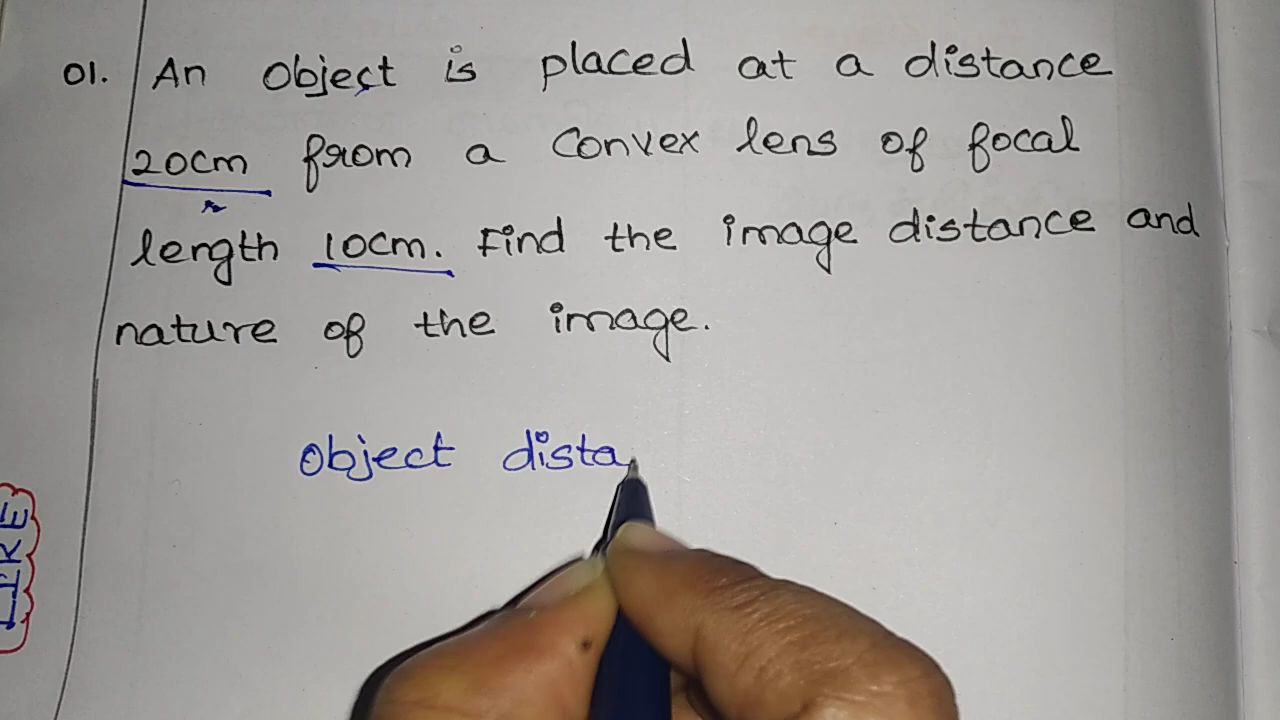 01. An object is placed at a distance
20cm from a convex lens of focal
length 10cm. Find the image distance and
nature of the image.
Object dista
LIKE